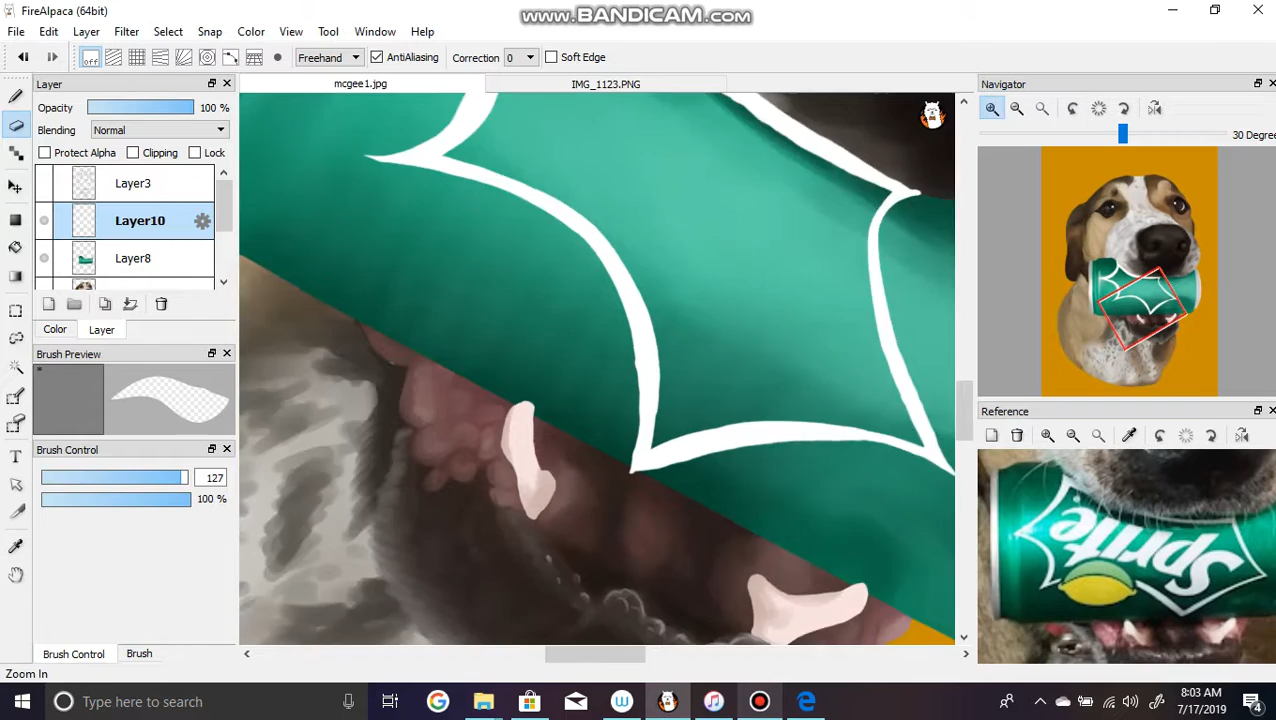 FireAlpaca (64bit)
www.BANDICAM.com
File Edit Layer Filter Select Snap Color View Tool Window Help
off Freehand AntiAliasing Correction 0 Soft Edge
Layer
mcgee1.jpg IMG_1123.PNG
Navigator
Opacity 100 %
Blending Normal
30 Degree
Protect Alpha Clipping Lock
Layer3
Layer10
Layer8
Color Layer
Brush Preview
Brush Control
127
100 %
Reference
Sprite
Brush Control Brush
Zoom In
Type here to search
8:03 AM
7/17/2019
4